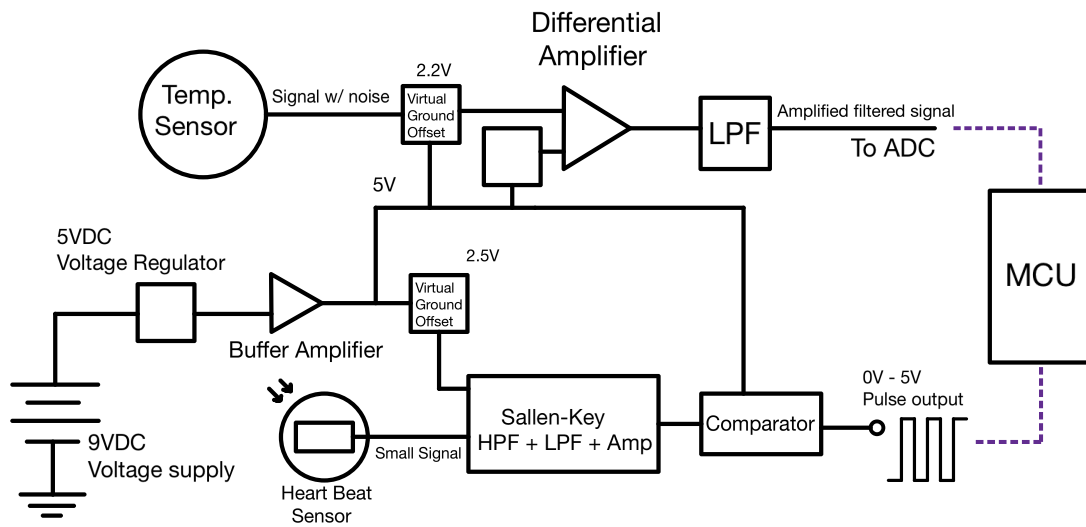 Differential
Amplifier
Temp.
Sensor
Signal w/ noise
2.2V
Virtual
Ground
Offset
LPF
Amplified filtered signal
To ADC
5V
5VDC
Voltage Regulator
2.5V
Virtual
Ground
Offset
MCU
Buffer Amplifier
0V - 5V
Pulse output
Sallen-Key
HPF + LPF + Amp
Comparator
9VDC
Voltage supply
Small Signal
Heart Beat
Sensor